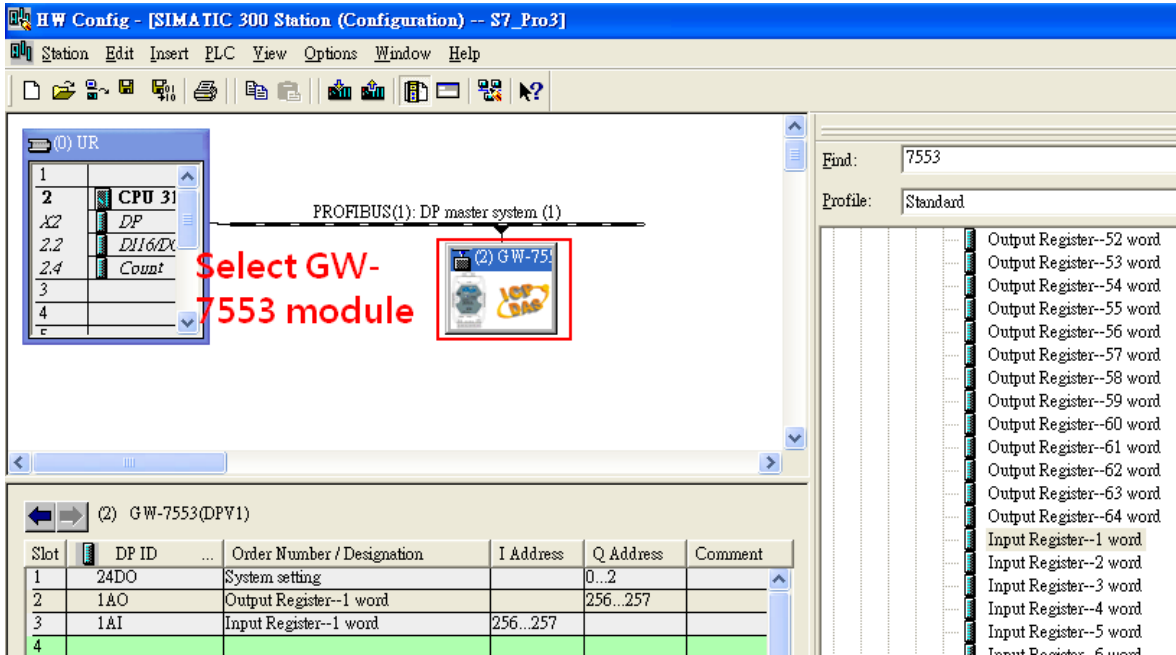 HW Config - [SIMATIC 300 Station (Configuration) -- S7_Pro3]
Station Edit Insert PLC View Options Window Help
(0) UR
1
2 CPU 31
X2 DP
2.2 DI16/DO
2.4 Count
3
4
PROFIBUS(1): DP master system (1)
(2) GW-755
ICP
DAS
Select GW-
7553 module
Find: 7553
Profile: Standard
Output Register--52 word
Output Register--53 word
Output Register--54 word
Output Register--55 word
Output Register--56 word
Output Register--57 word
Output Register--58 word
Output Register--59 word
Output Register--60 word
Output Register--61 word
Output Register--62 word
Output Register--63 word
Output Register--64 word
Input Register--1 word
Input Register--2 word
Input Register--3 word
Input Register--4 word
Input Register--5 word
Input Register--6 word
(2) GW-7553(DPV1)
Slot DP ID ... Order Number / Designation I Address Q Address Comment
1 24DO System setting 0...2
2 1AO Output Register--1 word 256...257
3 1AI Input Register--1 word 256...257
4